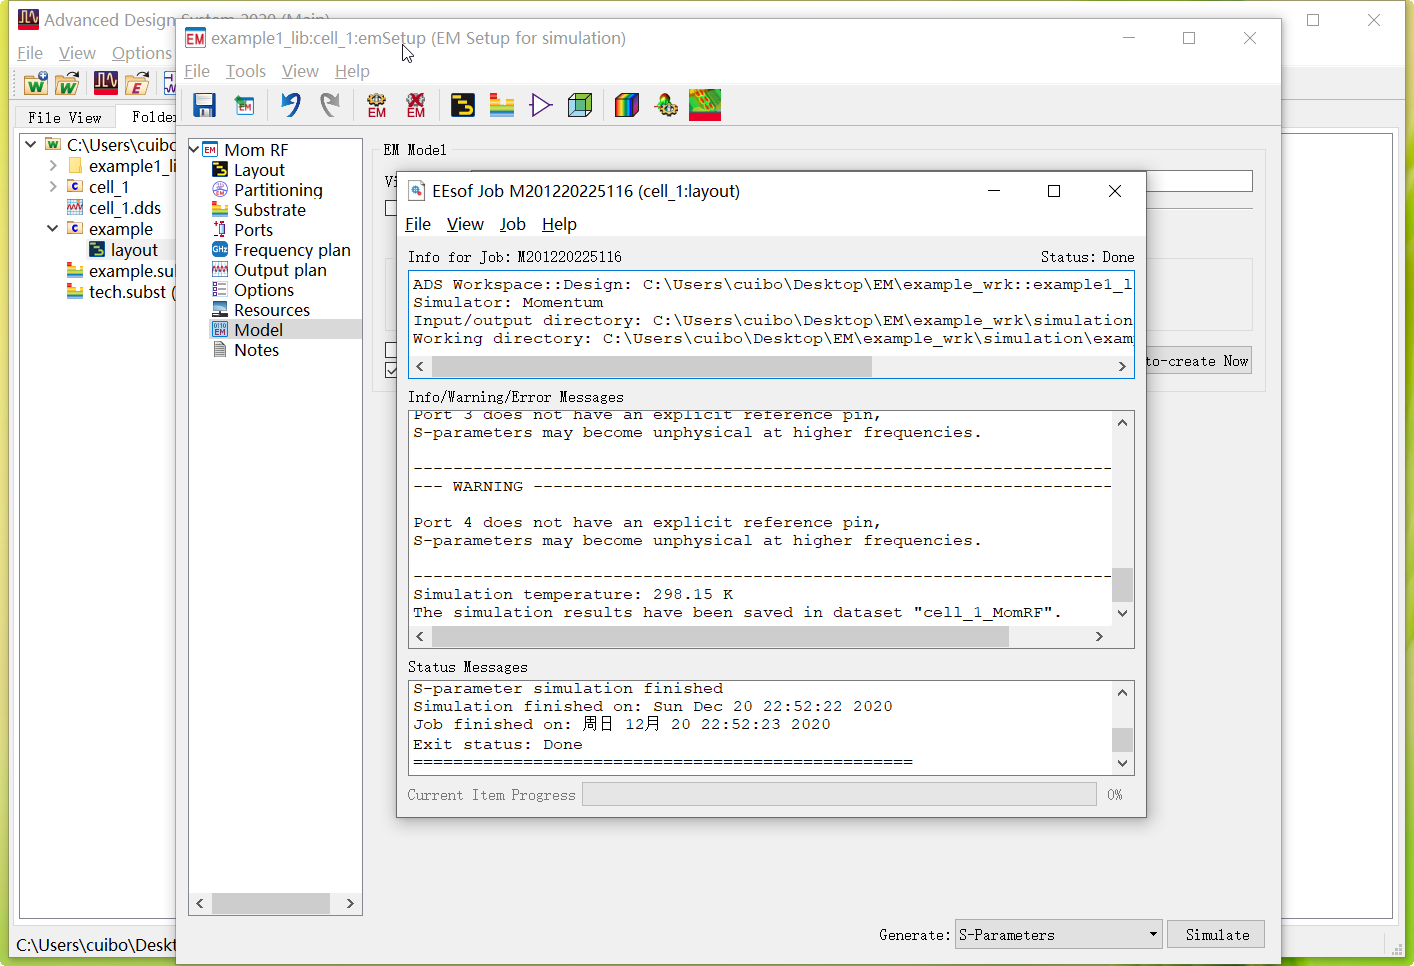 Advanced Design System 2020 (Main)
File View Options
File View
Folder
C:\Users\cuibo
example1_li
cell_1
cell_1.dds
example
layout
example.sul
tech.subst (
C:\Users\cuibo\Deskt
example1_lib:cell_1:emSetup (EM Setup for simulation)
File Tools View Help
EM
EM
EM
Mom RF
Layout
Partitioning
Substrate
Ports
Frequency plan
Output plan
Options
Resources
Model
Notes
EM Model
to-create Now
Generate: S-Parameters
Simulate
EEsof Job M201220225116 (cell_1:layout)
File View Job Help
Info for Job: M201220225116 Status: Done
ADS Workspace::Design: C:\Users\cuibo\Desktop\EM\example_wrk::example1_l
Simulator: Momentum
Input/output directory: C:\Users\cuibo\Desktop\EM\example_wrk\simulation
Working directory: C:\Users\cuibo\Desktop\EM\example_wrk\simulation\exam
Info/Warning/Error Messages
Port 3 does not have an explicit reference pin,
S-parameters may become unphysical at higher frequencies.
----------------------------------------------------------------------
--- WARNING ----------------------------------------------------------
Port 4 does not have an explicit reference pin,
S-parameters may become unphysical at higher frequencies.
----------------------------------------------------------------------
Simulation temperature: 298.15 K
The simulation results have been saved in dataset "cell_1_MomRF".
Status Messages
S-parameter simulation finished
Simulation finished on: Sun Dec 20 22:52:22 2020
Job finished on: 周日 12月 20 22:52:23 2020
Exit status: Done
==================================================
Current Item Progress 0%